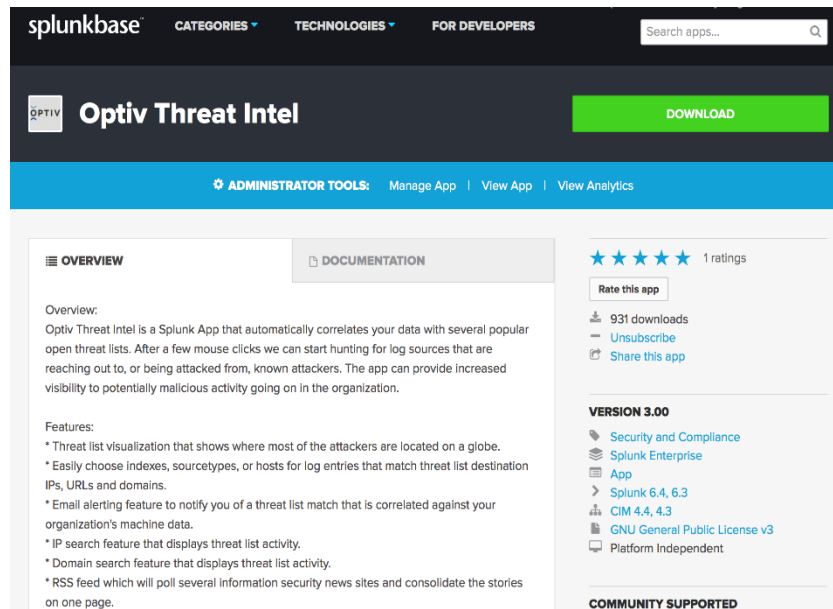 splunkbase
CATEGORIES
TECHNOLOGIES
FOR DEVELOPERS
Search apps...
OPTIV
Optiv Threat Intel
DOWNLOAD
ADMINISTRATOR TOOLS: Manage App | View App | View Analytics
OVERVIEW
DOCUMENTATION
Overview:
Optiv Threat Intel is a Splunk App that automatically correlates your data with several popular
open threat lists. After a few mouse clicks we can start hunting for log sources that are
reaching out to, or being attacked from, known attackers. The app can provide increased
visibility to potentially malicious activity going on in the organization.
Features:
* Threat list visualization that shows where most of the attackers are located on a globe.
* Easily choose indexes, sourcetypes, or hosts for log entries that match threat list destination
IPs, URLs and domains.
* Email alerting feature to notify you of a threat list match that is correlated against your
organization's machine data.
* IP search feature that displays threat list activity.
* Domain search feature that displays threat list activity.
* RSS feed which will poll several information security news sites and consolidate the stories
on one page.
1 ratings
Rate this app
931 downloads
Unsubscribe
Share this app
VERSION 3.00
Security and Compliance
Splunk Enterprise
App
Splunk 6.4, 6.3
CIM 4.4, 4.3
GNU General Public License v3
Platform Independent
COMMUNITY SUPPORTED